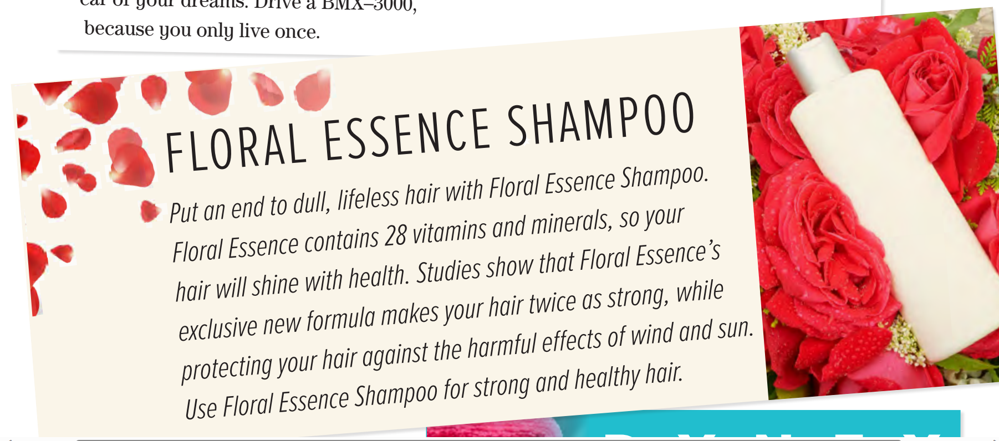 car of your dreams. Drive a BMX–3000,
because you only live once.
FLORAL ESSENCE SHAMPOO
Put an end to dull, lifeless hair with Floral Essence Shampoo.
Floral Essence contains 28 vitamins and minerals, so your
hair will shine with health. Studies show that Floral Essence’s
exclusive new formula makes your hair twice as strong, while
protecting your hair against the harmful effects of wind and sun.
Use Floral Essence Shampoo for strong and healthy hair.